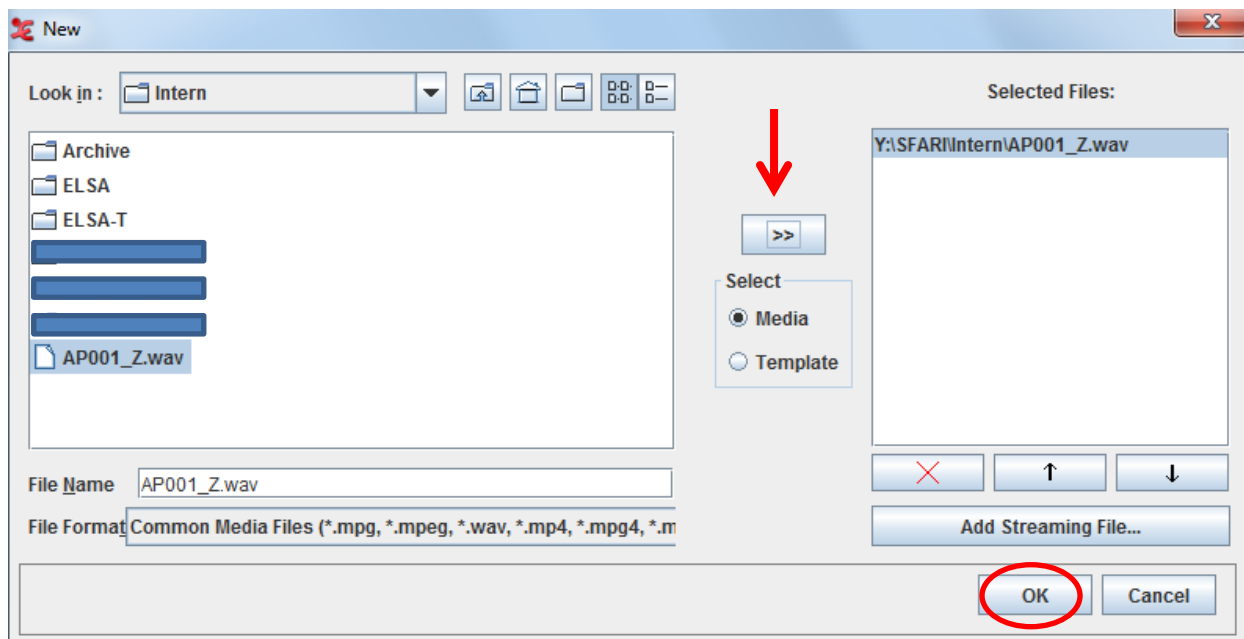 New
Look in : Intern
Selected Files:
Archive
ELSA
ELSA-T
AP001_Z.wav
Y:\SFARI\Intern\AP001_Z.wav
>>
Select
Media
Template
File Name AP001_Z.wav
File Format Common Media Files (*.mpg, *.mpeg, *.wav, *.mp4, *.mpg4, *.m
Add Streaming File...
OK Cancel